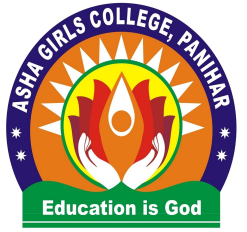 ASHA GIRLS COLLEGE, PANIHAR
Education is God